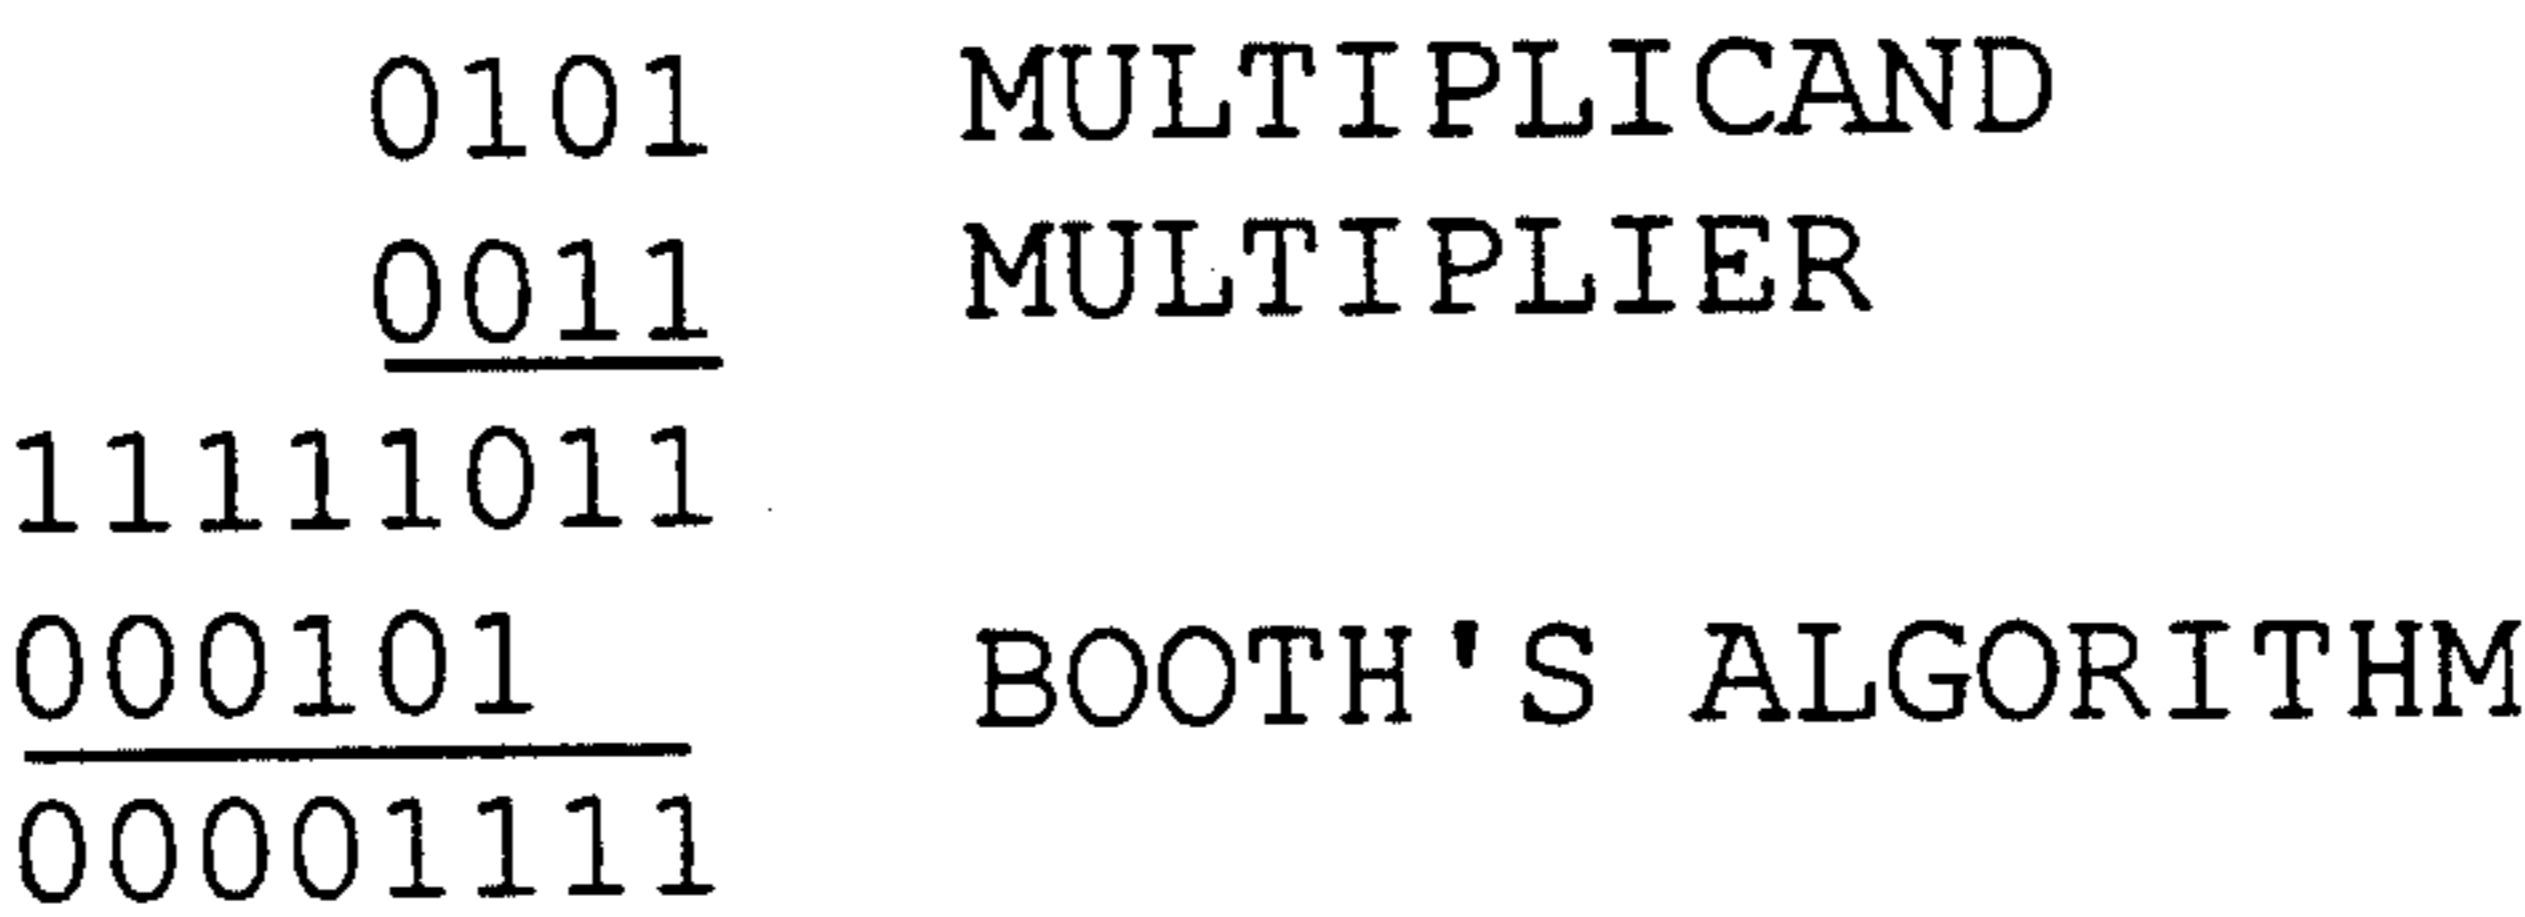 0101 MULTIPLICAND
0011 MULTIPLIER
11111011
000101 BOOTH'S ALGORITHM
00001111